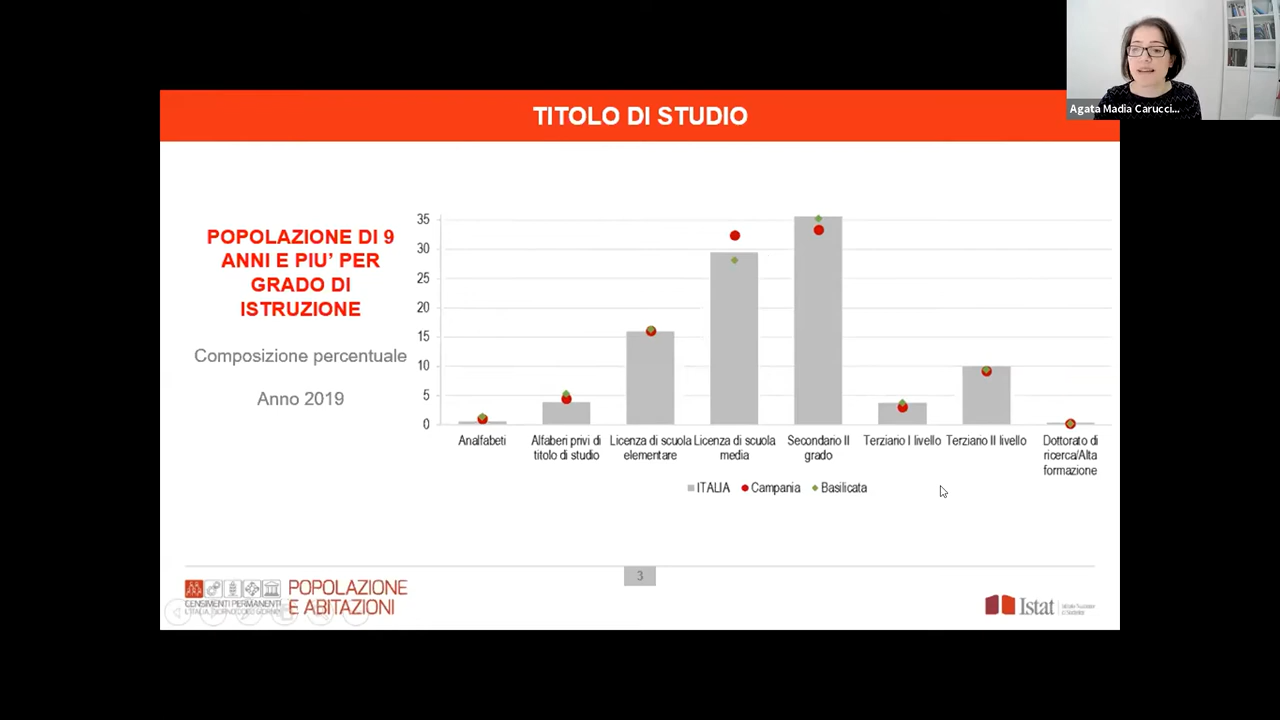 Agata Madia Carucci...
TITOLO DI STUDIO
POPOLAZIONE DI 9
ANNI E PIU' PER
GRADO DI
ISTRUZIONE
Composizione percentuale
Anno 2019
35
30
25
20
15
10
5
0
Analfabeti
Alfaberi privi di
titolo di studio
Licenza di scuola
elementare
Licenza di scuola
media
Secondario II
grado
Terziario I livello
Terziario II livello
Dottorato di
ricerca/Alta
formazione
ITALIA Campania Basilicata
3
CENSIMENTI PERMANENTI
POPOLAZIONE
E ABITAZIONI
Istat